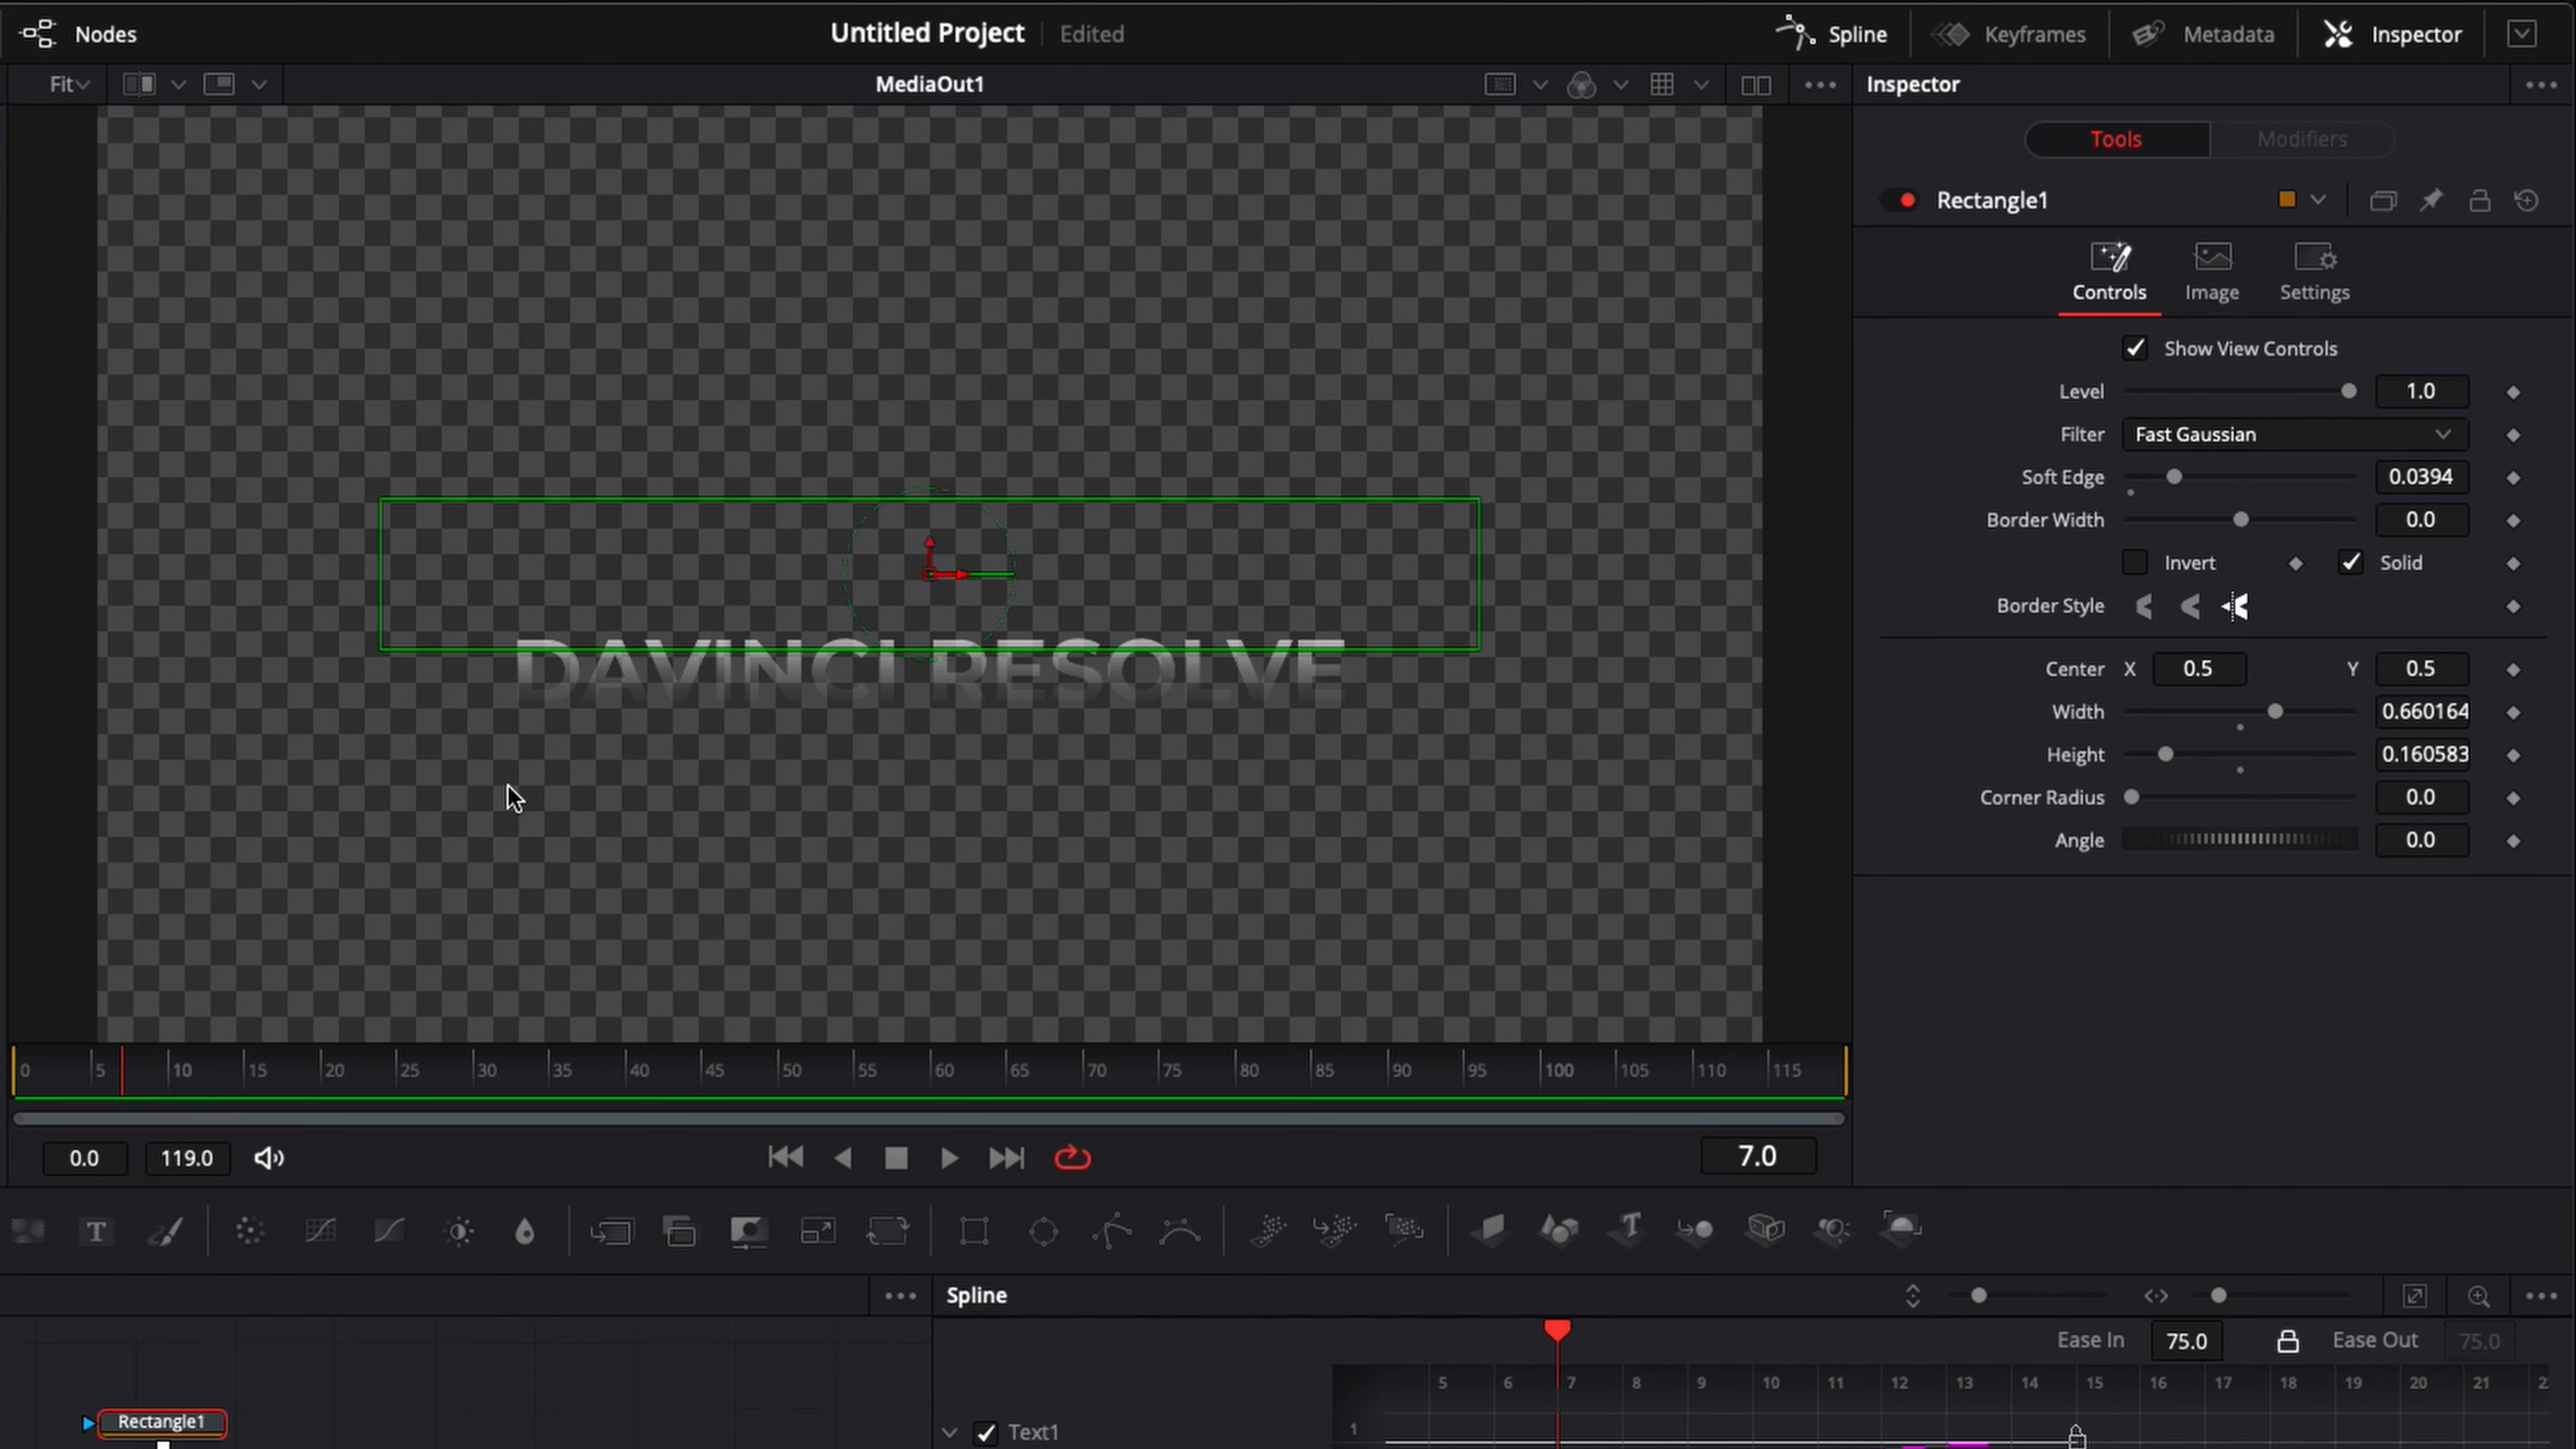 Nodes
Untitled Project
Edited
Spline
Keyframes
Metadata
Inspector
Fit
MediaOut1
Inspector
Tools
Modifiers
Rectangle1
Controls
Image
Settings
Show View Controls
Level
1.0
Filter
Fast Gaussian
Soft Edge
0.0394
Border Width
0.0
Invert
Solid
Border Style
DAVINCI RESOLVE
Center X 0.5 Y 0.5
Width
0.660164
Height
0.160583
Corner Radius
0.0
Angle
0.0
0 5 10 15 20 25 30 35 40 45 50 55 60 65 70 75 80 85 90 95 100 105 110 115
0.0
119.0
7.0
T
Spline
Ease In 75.0
Ease Out 75.0
5 6 7 8 9 10 11 12 13 14 15 16 17 18 19 20 21
Rectangle1
Text1
1